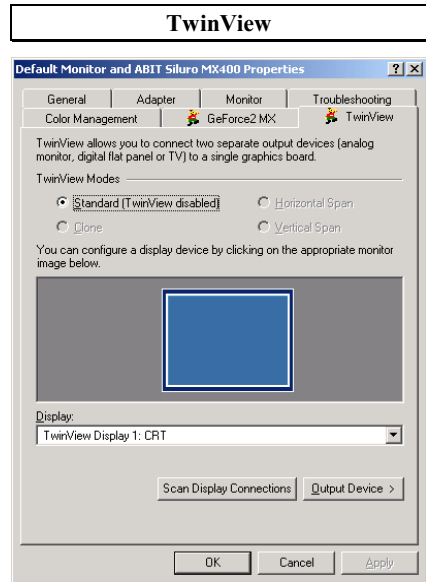 TwinView
Default Monitor and ABIT Siluro MX400 Properties
General Adapter Monitor Troubleshooting
Color Management GeForce2 MX TwinView
TwinView allows you to connect two separate output devices (analog
monitor, digital flat panel or TV) to a single graphics board.
TwinView Modes
Standard (TwinView disabled) Horizontal Span
Clone Vertical Span
You can configure a display device by clicking on the appropriate monitor
image below.
Display:
TwinView Display 1: CRT
Scan Display Connections Output Device >
OK Cancel Apply